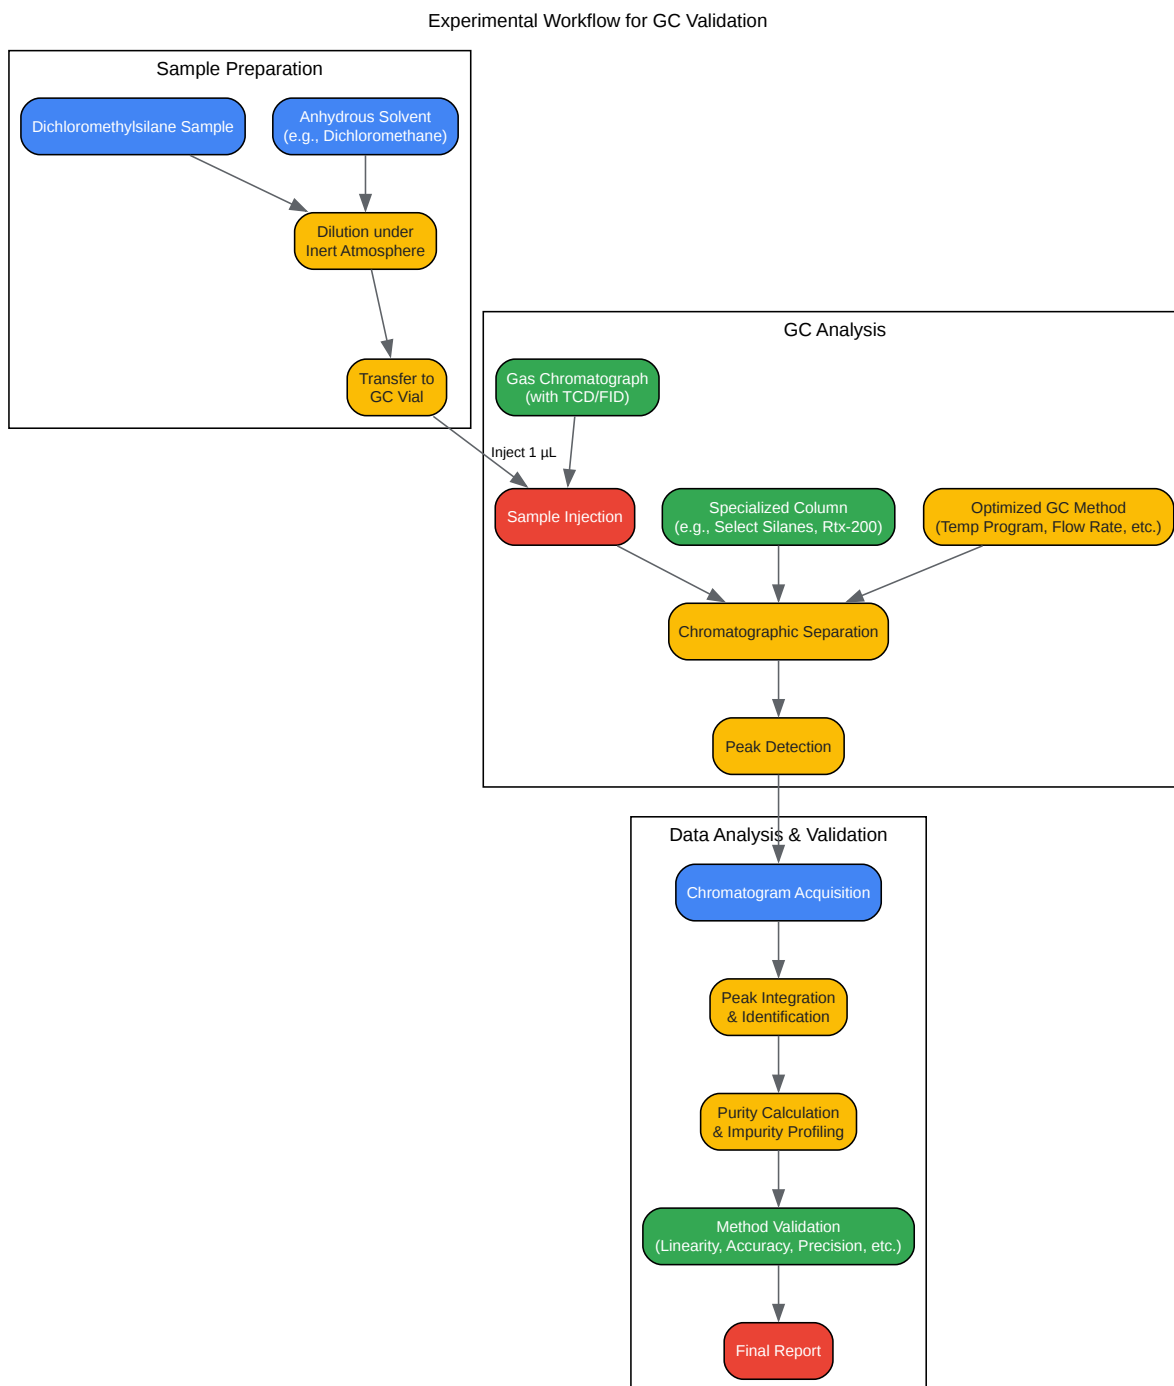 Experimental Workflow for GC Validation
Sample Preparation
Dichloromethylsilane Sample
Anhydrous Solvent
(e.g., Dichloromethane)
Dilution under
Inert Atmosphere
Transfer to
GC Vial
GC Analysis
Gas Chromatograph
(with TCD/FID)
Inject 1 µL
Sample Injection
Specialized Column
(e.g., Select Silanes, Rtx-200)
Optimized GC Method
(Temp Program, Flow Rate, etc.)
Chromatographic Separation
Peak Detection
Data Analysis & Validation
Chromatogram Acquisition
Peak Integration
& Identification
Purity Calculation
& Impurity Profiling
Method Validation
(Linearity, Accuracy, Precision, etc.)
Final Report